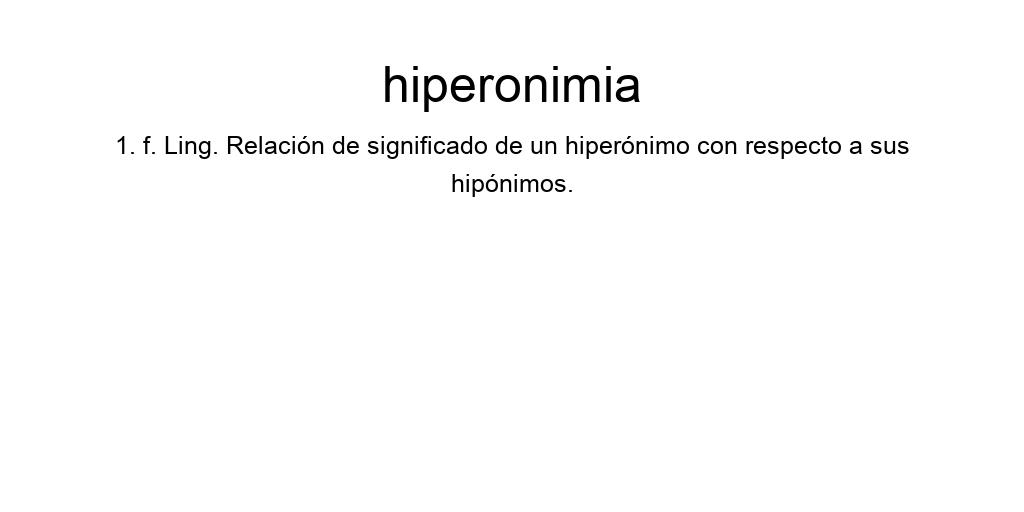 hiperonimia
1. f. Ling. Relación de significado de un hiperónimo con respecto a sus
hipónimos.